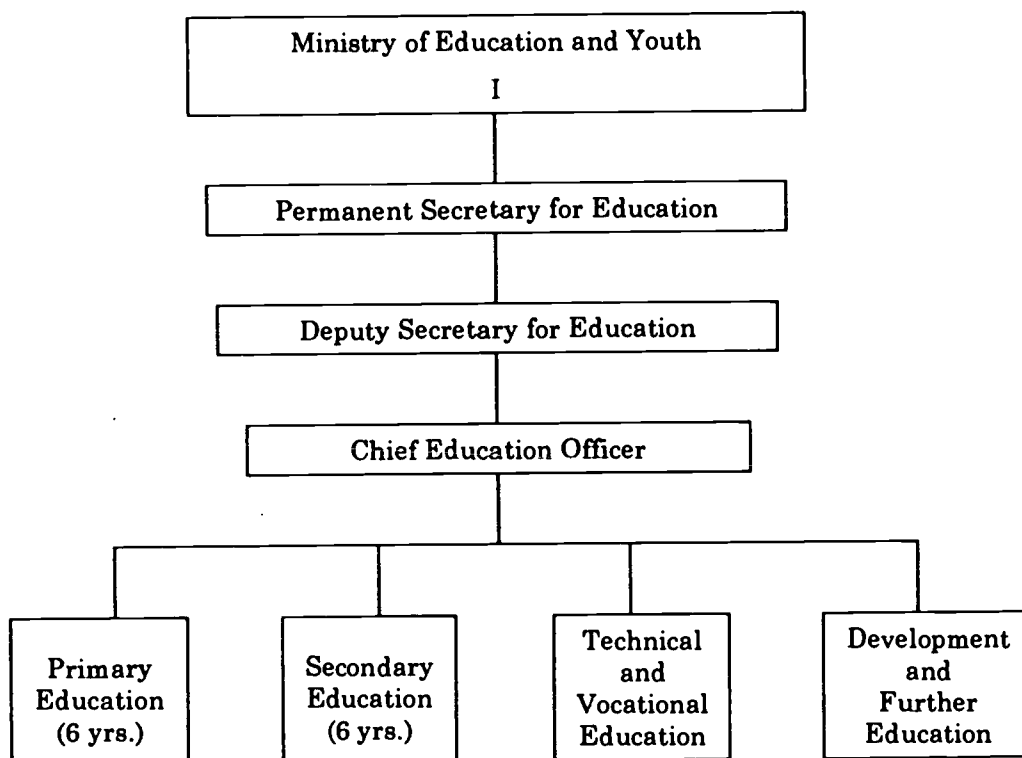 Ministry of Education and Youth
I
Permanent Secretary for Education
Deputy Secretary for Education
Chief Education Officer
Primary
Education
(6 yrs.)
Secondary
Education
(6 yrs.)
Technical
and
Vocational
Education
Development
and
Further
Education